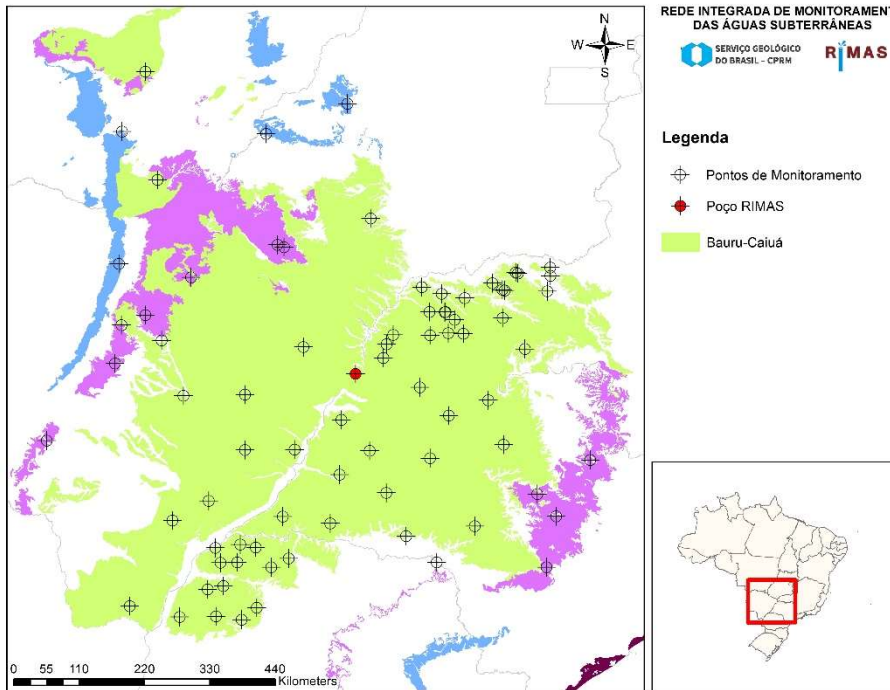 REDE INTEGRADA DE MONITORAMENT
DAS ÁGUAS SUBTERRÂNEAS
SERVIÇO GEOLÓGICO
DO BRASIL - CPRM
RIMAS
N
W E
S
Legenda
Pontos de Monitoramento
Poço RIMAS
Bauru-Caiuá
0 55 110 220 330 440
Kilometers